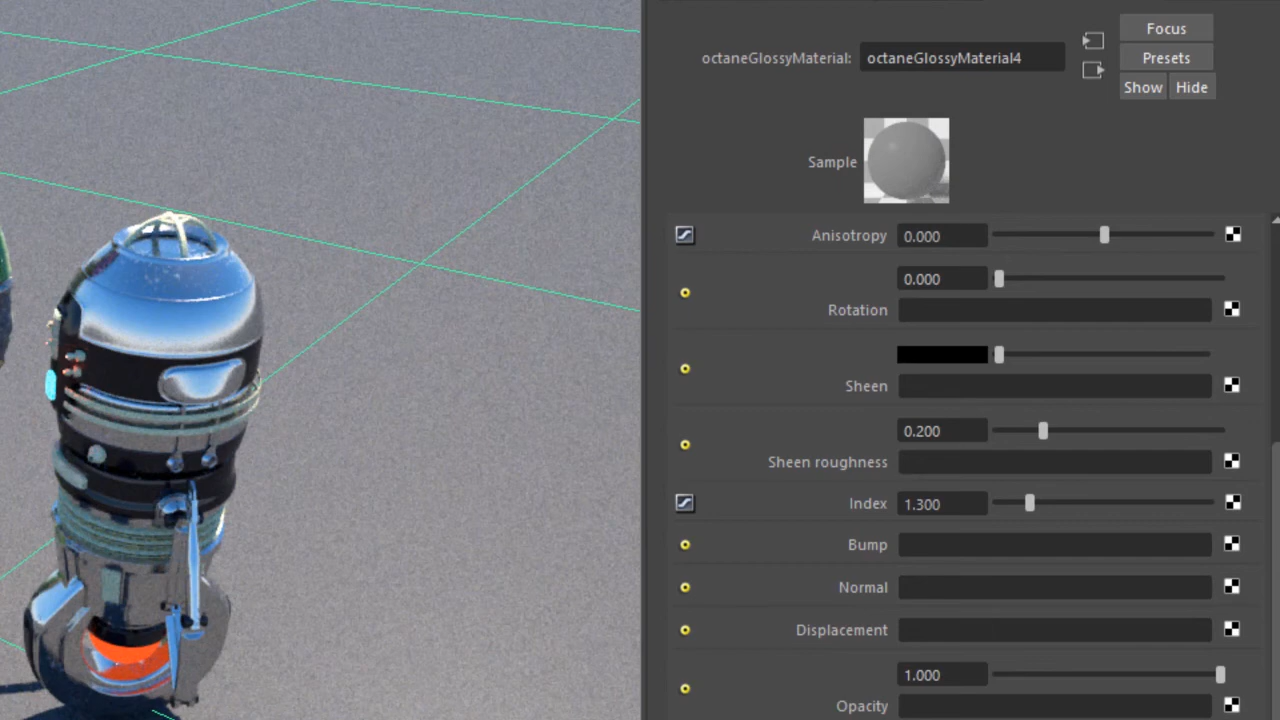 Focus
octaneGlossyMaterial: octaneGlossyMaterial4
Presets
Show Hide
Sample
Anisotropy 0.000
0.000
Rotation
Sheen
0.200
Sheen roughness
Index 1.300
Bump
Normal
Displacement
1.000
Opacity